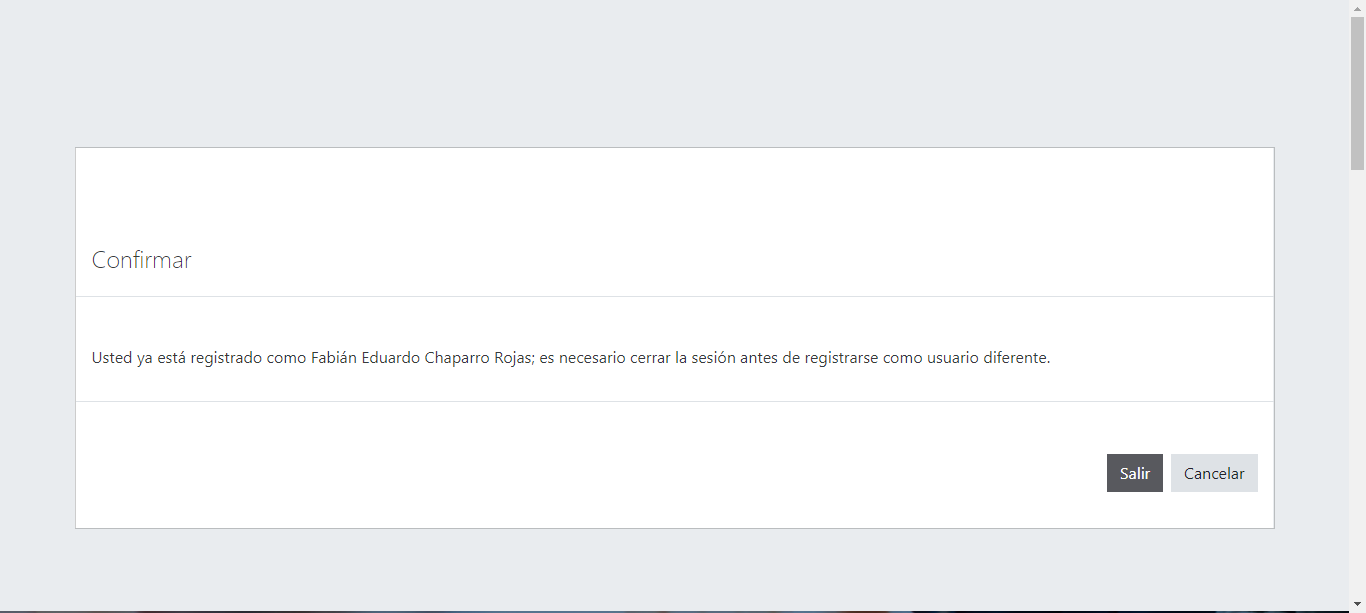 Confirmar
Usted ya está registrado como Fabián Eduardo Chaparro Rojas; es necesario cerrar la sesión antes de registrarse como usuario diferente.
Salir Cancelar